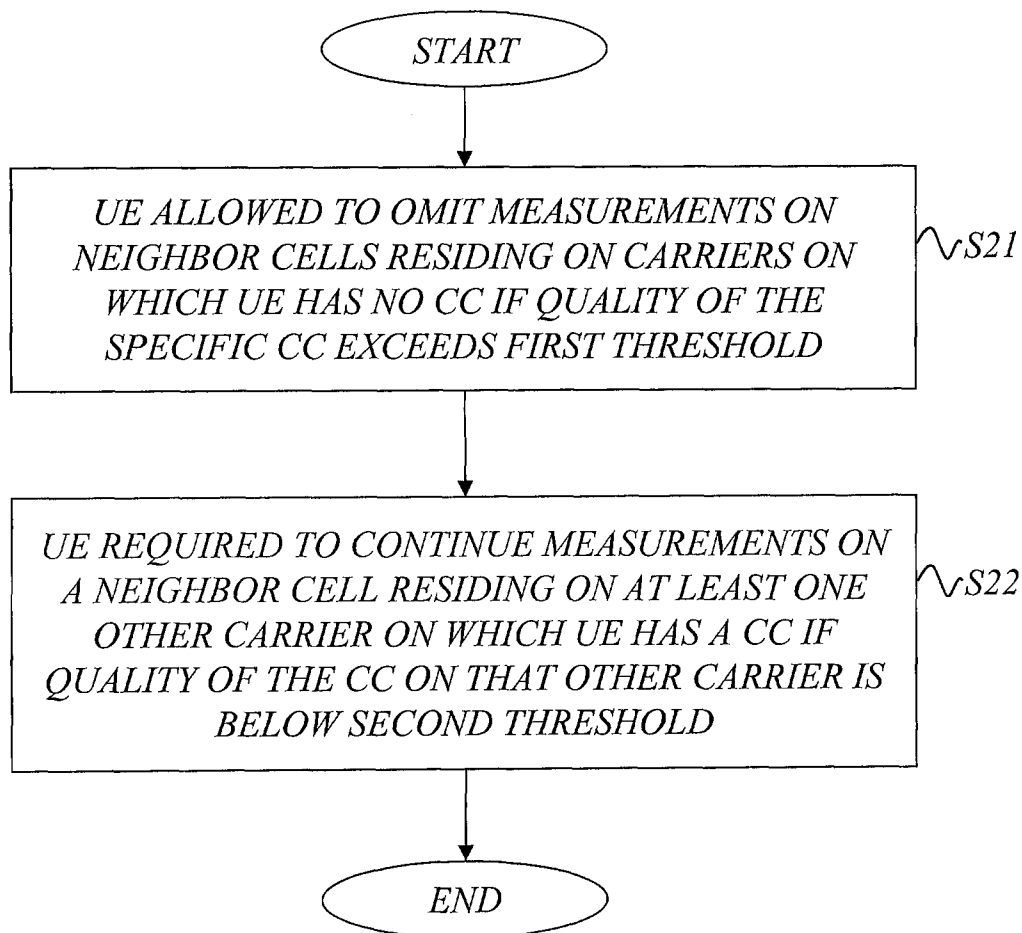 START
UE ALLOWED TO OMIT MEASUREMENTS ON
NEIGHBOR CELLS RESIDING ON CARRIERS ON
WHICH UE HAS NO CC IF QUALITY OF THE
SPECIFIC CC EXCEEDS FIRST THRESHOLD
S21
UE REQUIRED TO CONTINUE MEASUREMENTS ON
A NEIGHBOR CELL RESIDING ON AT LEAST ONE
OTHER CARRIER ON WHICH UE HAS A CC IF
QUALITY OF THE CC ON THAT OTHER CARRIER IS
BELOW SECOND THRESHOLD
S22
END